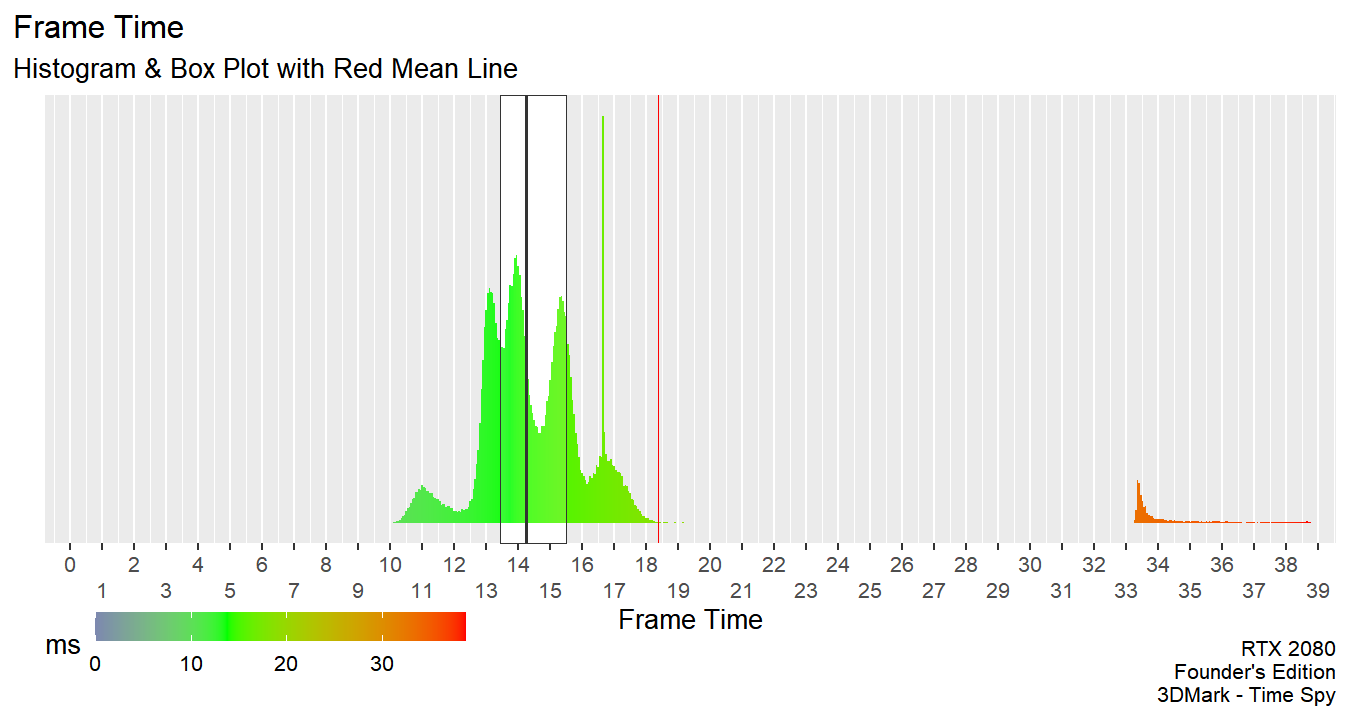 Frame Time
Histogram & Box Plot with Red Mean Line
0 2 4 6 8 10 12 14 16 18 20 22 24 26 28 30 32 34 36 38
1 3 5 7 9 11 13 15 17 19 21 23 25 27 29 31 33 35 37 39
Frame Time
ms
0 10 20 30
RTX 2080
Founder's Edition
3DMark - Time Spy